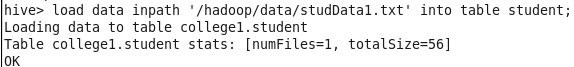 hive> load data inpath '/hadoop/data/studData1.txt' into table student;
Loading data to table college1.student
Table college1.student stats: [numFiles=1, totalSize=56]
OK